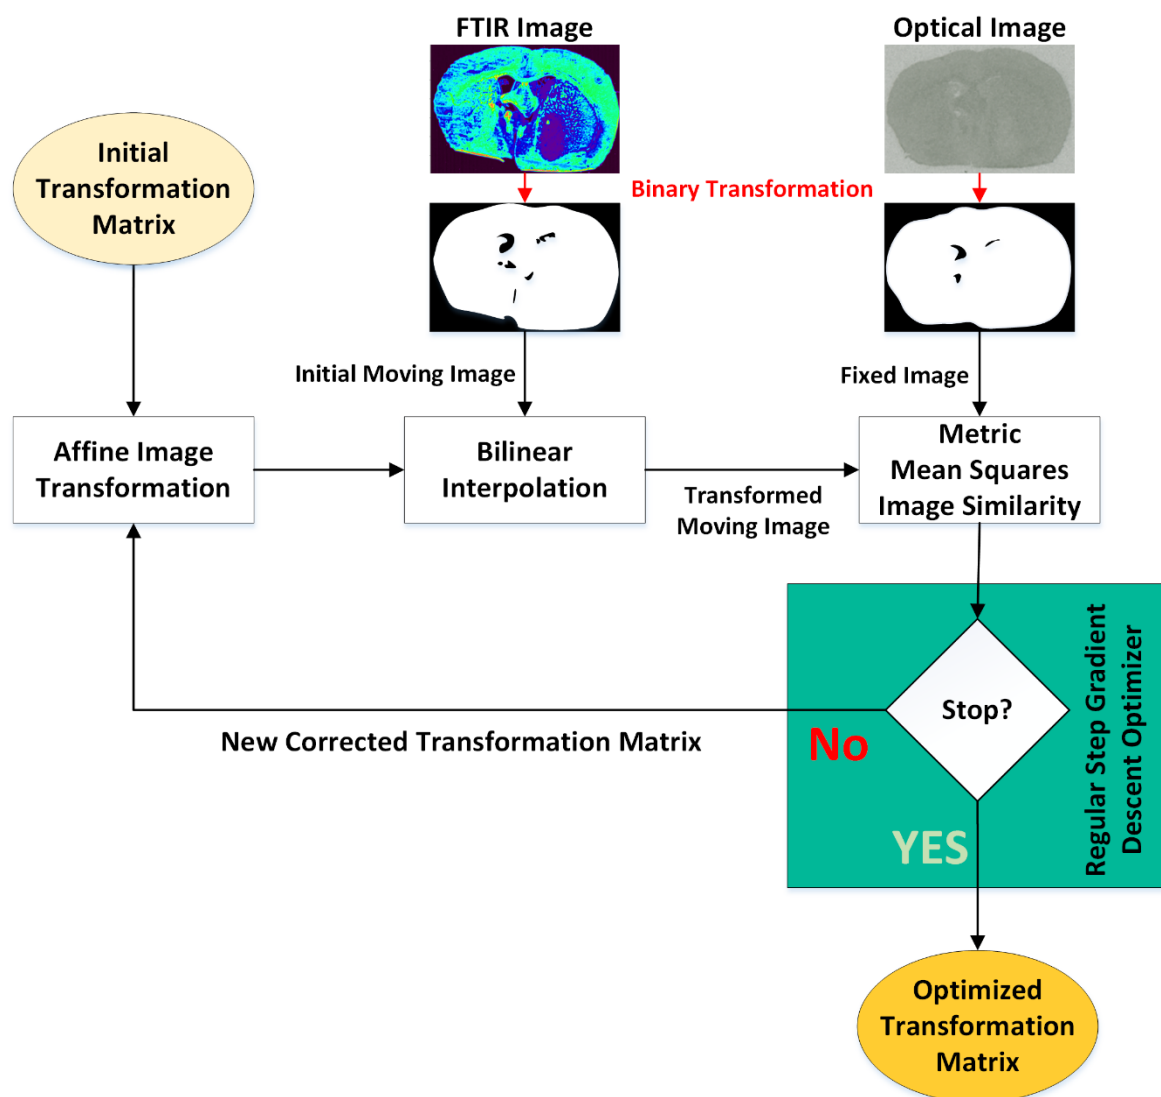 FTIR Image
Optical Image
Initial
Transformation
Matrix
Binary Transformation
Initial Moving Image
Fixed Image
Affine Image
Transformation
Bilinear
Interpolation
Transformed
Moving Image
Metric
Mean Squares
Image Similarity
Stop?
No
YES
New Corrected Transformation Matrix
Regular Step Gradient
Descent Optimizer
Optimized
Transformation
Matrix